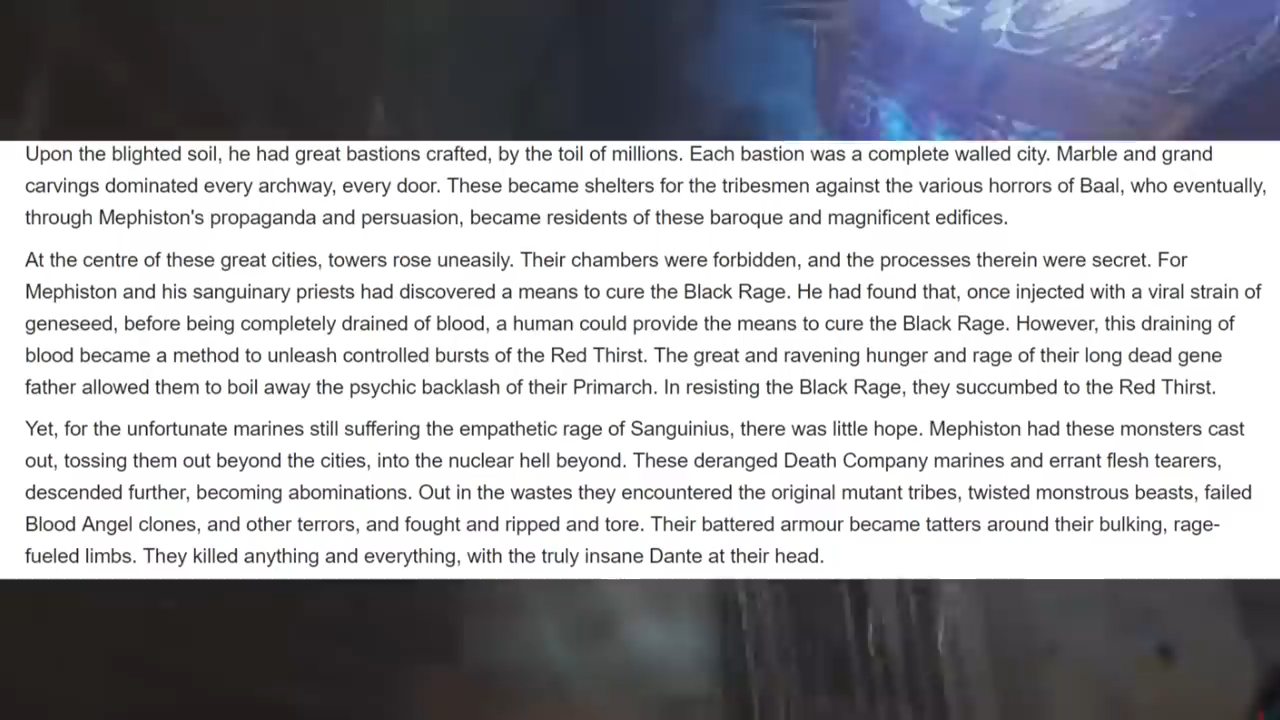 Upon the blighted soil, he had great bastions crafted, by the toil of millions. Each bastion was a complete walled city. Marble and grand
carvings dominated every archway, every door. These became shelters for the tribesmen against the various horrors of Baal, who eventually,
through Mephiston's propaganda and persuasion, became residents of these baroque and magnificent edifices.
At the centre of these great cities, towers rose uneasily. Their chambers were forbidden, and the processes therein were secret. For
Mephiston and his sanguinary priests had discovered a means to cure the Black Rage. He had found that, once injected with a viral strain of
geneseed, before being completely drained of blood, a human could provide the means to cure the Black Rage. However, this draining of
blood became a method to unleash controlled bursts of the Red Thirst. The great and ravening hunger and rage of their long dead gene
father allowed them to boil away the psychic backlash of their Primarch. In resisting the Black Rage, they succumbed to the Red Thirst.
Yet, for the unfortunate marines still suffering the empathetic rage of Sanguinius, there was little hope. Mephiston had these monsters cast
out, tossing them out beyond the cities, into the nuclear hell beyond. These deranged Death Company marines and errant flesh tearers,
descended further, becoming abominations. Out in the wastes they encountered the original mutant tribes, twisted monstrous beasts, failed
Blood Angel clones, and other terrors, and fought and ripped and tore. Their battered armour became tatters around their bulking, rage-
fueled limbs. They killed anything and everything, with the truly insane Dante at their head.